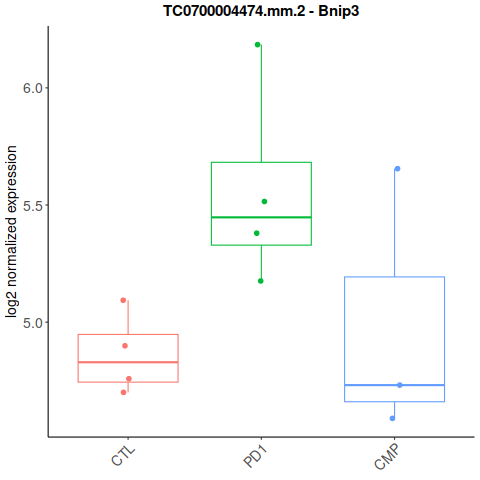 TC0700004474.mm.2 - Bnip3
log2 normalized expression
6.0
5.5
5.0
CTL
PD1
CMP